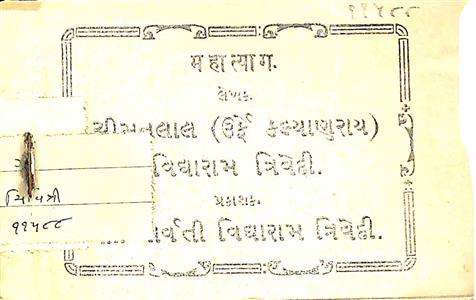 ૧૧૫૮૮
મહાત્યાગ.
લેખક.
ચીમનલાલ (ઉર્ફે કલ્યાણરાય)
વિદ્યારામ ત્રિવેદી.
પ્રકાશક.
પાર્વતી વિદ્યારામ ત્રિવેદી.
૧૧૫૮૮